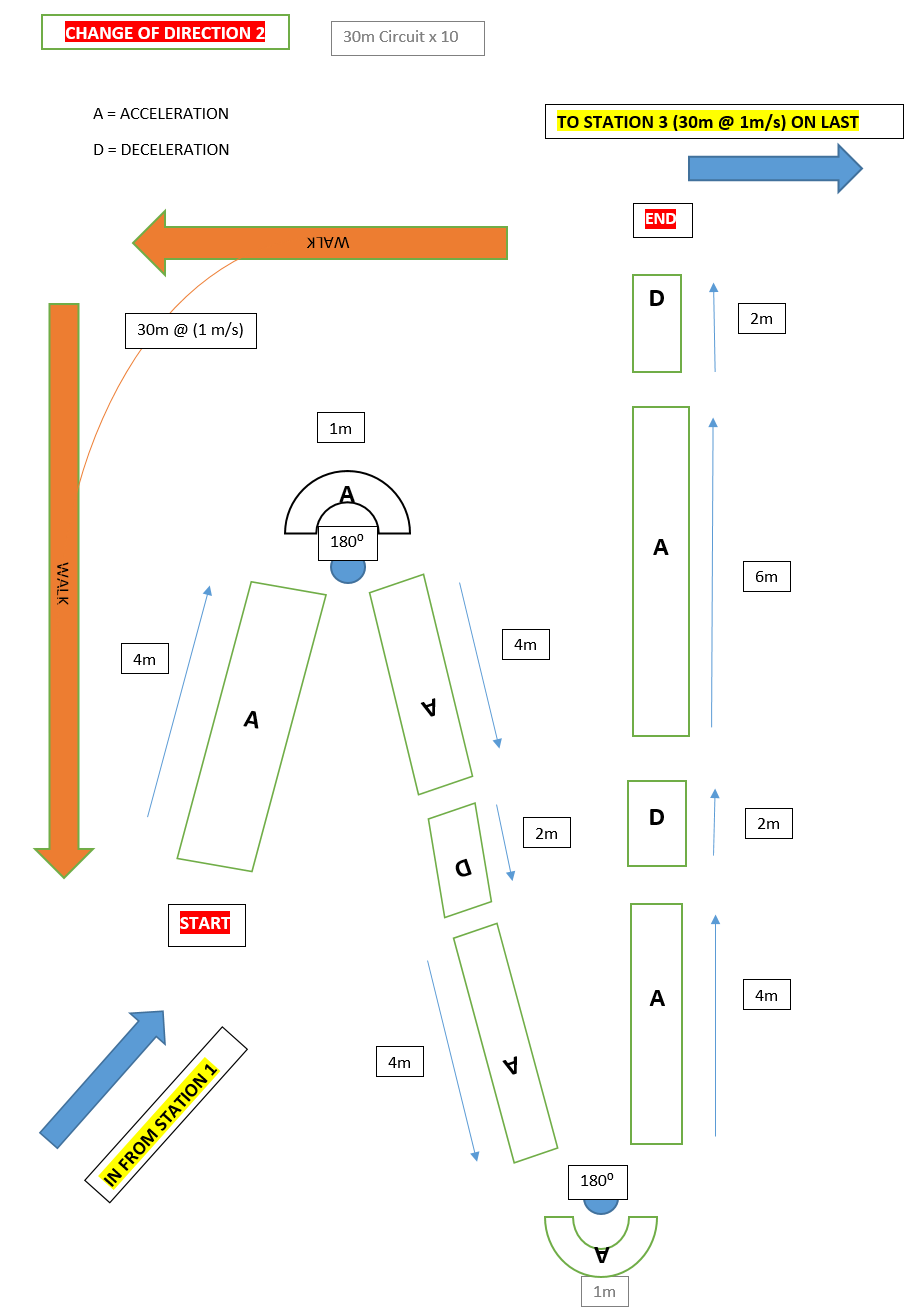 CHANGE OF DIRECTION 2
30m Circuit x 10
A = ACCELERATION
D = DECELERATION
TO STATION 3 (30m @ 1m/s) ON LAST
END
WALK
D
2m
30m @ (1 m/s)
1m
A
180⁰
A
6m
WALK
4m
4m
A
A
D
2m
2m
D
START
A
4m
4m
A
IN FROM STATION 1
180⁰
A
1m